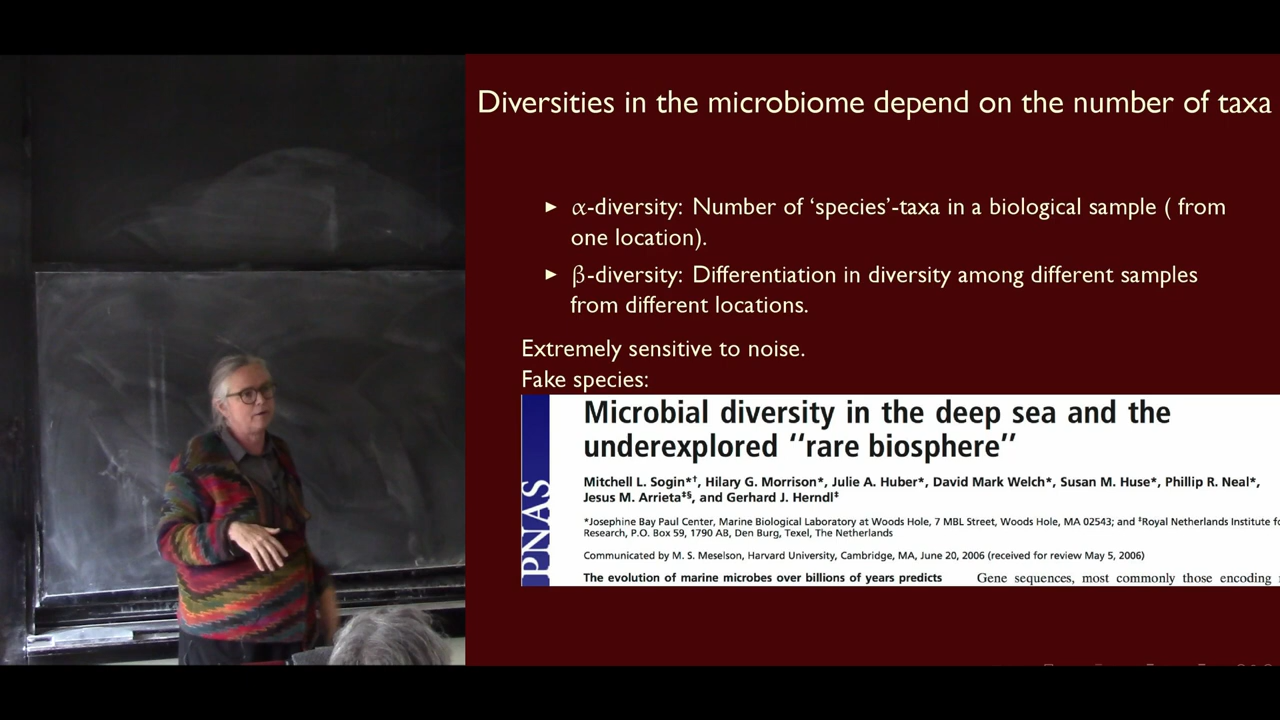 Diversities in the microbiome depend on the number of taxa
▶ α-diversity: Number of ‘species’-taxa in a biological sample ( from
one location).
▶ β-diversity: Differentiation in diversity among different samples
from different locations.
Extremely sensitive to noise.
Fake species:
PNAS
Microbial diversity in the deep sea and the
underexplored “rare biosphere”
Mitchell L. Sogin*†, Hilary G. Morrison*, Julie A. Huber*, David Mark Welch*, Susan M. Huse*, Phillip R. Neal*,
Jesus M. Arrieta‡§, and Gerhard J. Herndl‡
*Josephine Bay Paul Center, Marine Biological Laboratory at Woods Hole, 7 MBL Street, Woods Hole, MA 02543; and ‡Royal Netherlands Institute
Research, P.O. Box 59, 1790 AB, Den Burg, Texel, The Netherlands
Communicated by M. S. Meselson, Harvard University, Cambridge, MA, June 20, 2006 (received for review May 5, 2006)
The evolution of marine microbes over billions of years predicts
Gene sequences, most commonly those encoding